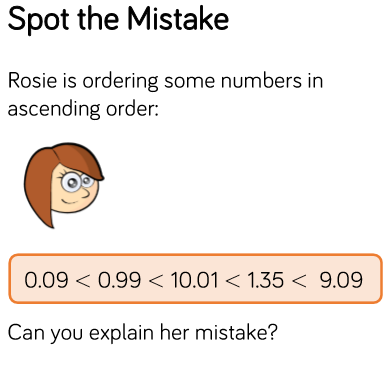 Spot the Mistake
Rosie is ordering some numbers in
ascending order:
0.09 < 0.99 < 10.01 < 1.35 < 9.09
Can you explain her mistake?